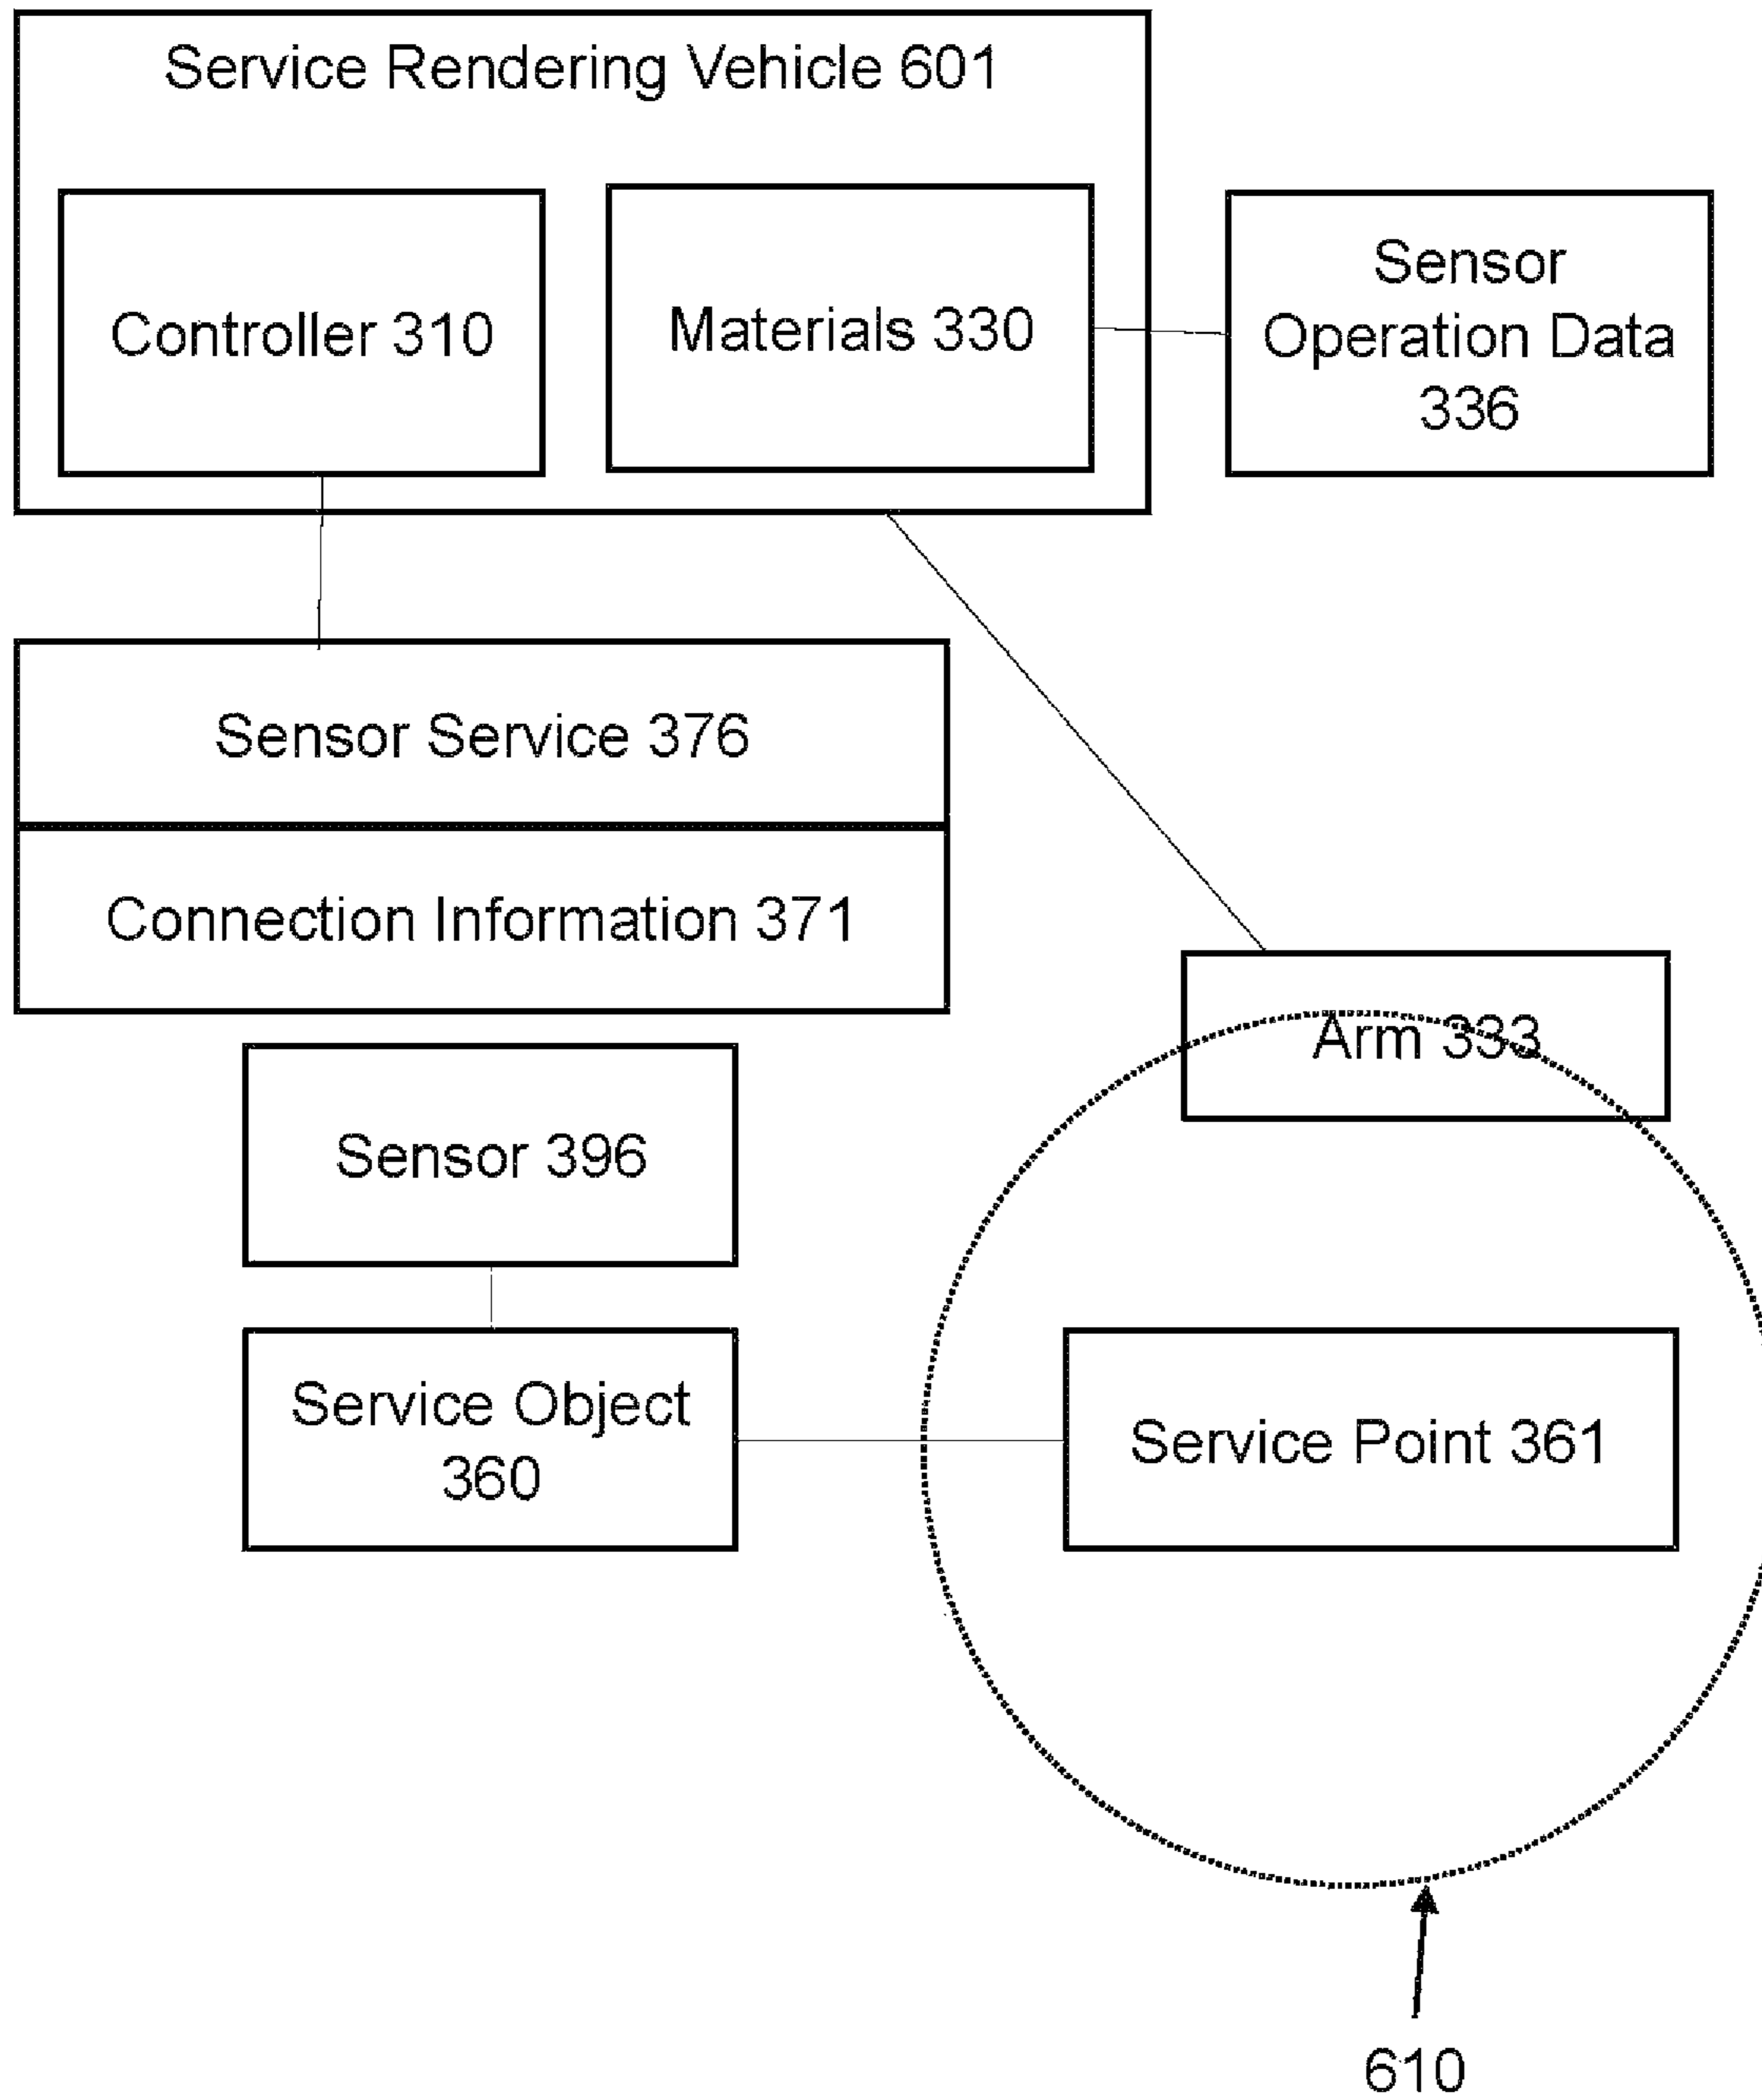 Service Rendering Vehicle 601
Controller 310
Materials 330
Sensor
Operation Data
336
Sensor Service 376
Connection Information 371
Arm 333
Sensor 396
Service Object
360
Service Point 361
610